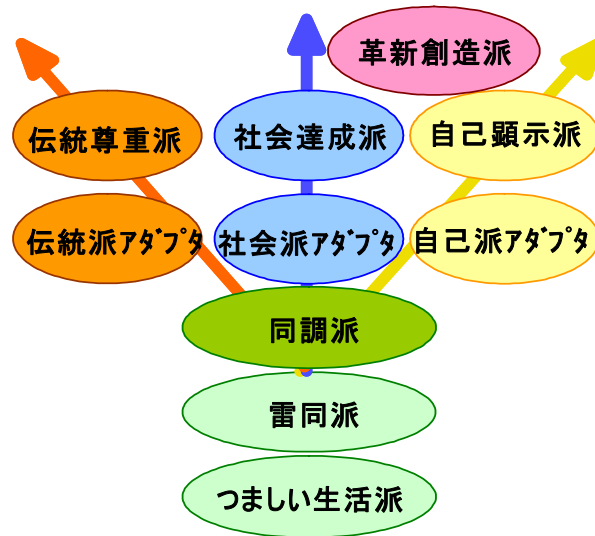 革新創造派
伝統尊重派
社会達成派
自己顕示派
伝統派ｱﾀﾞﾌﾟﾀ
社会派ｱﾀﾞﾌﾟﾀ
自己派ｱﾀﾞﾌﾟﾀ
同調派
雷同派
つましい生活派